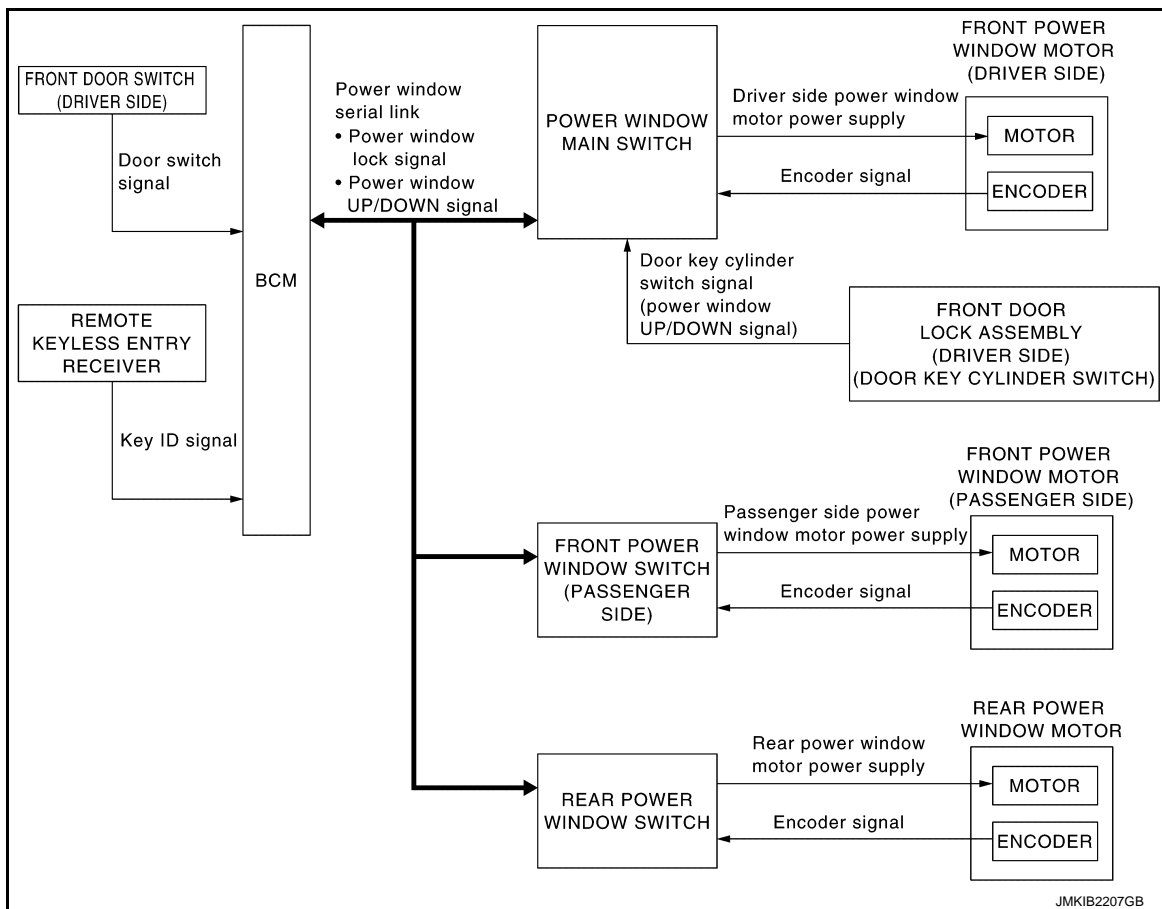 FRONT DOOR SWITCH
(DRIVER SIDE)
Door switch
signal
REMOTE
KEYLESS ENTRY
RECEIVER
Key ID signal
BCM
Power window
serial link
• Power window
lock signal
• Power window
UP/DOWN signal
POWER WINDOW
MAIN SWITCH
Driver side power window
motor power supply
Encoder signal
FRONT POWER
WINDOW MOTOR
(DRIVER SIDE)
MOTOR
ENCODER
Door key cylinder
switch signal
(power window
UP/DOWN signal)
FRONT DOOR
LOCK ASSEMBLY
(DRIVER SIDE)
(DOOR KEY CYLINDER SWITCH)
FRONT POWER
WINDOW SWITCH
(PASSENGER
SIDE)
Passenger side power
window motor power supply
Encoder signal
FRONT POWER
WINDOW MOTOR
(PASSENGER SIDE)
MOTOR
ENCODER
REAR POWER
WINDOW SWITCH
Rear power window
motor power supply
Encoder signal
REAR POWER
WINDOW MOTOR
MOTOR
ENCODER
JMKIB2207GB